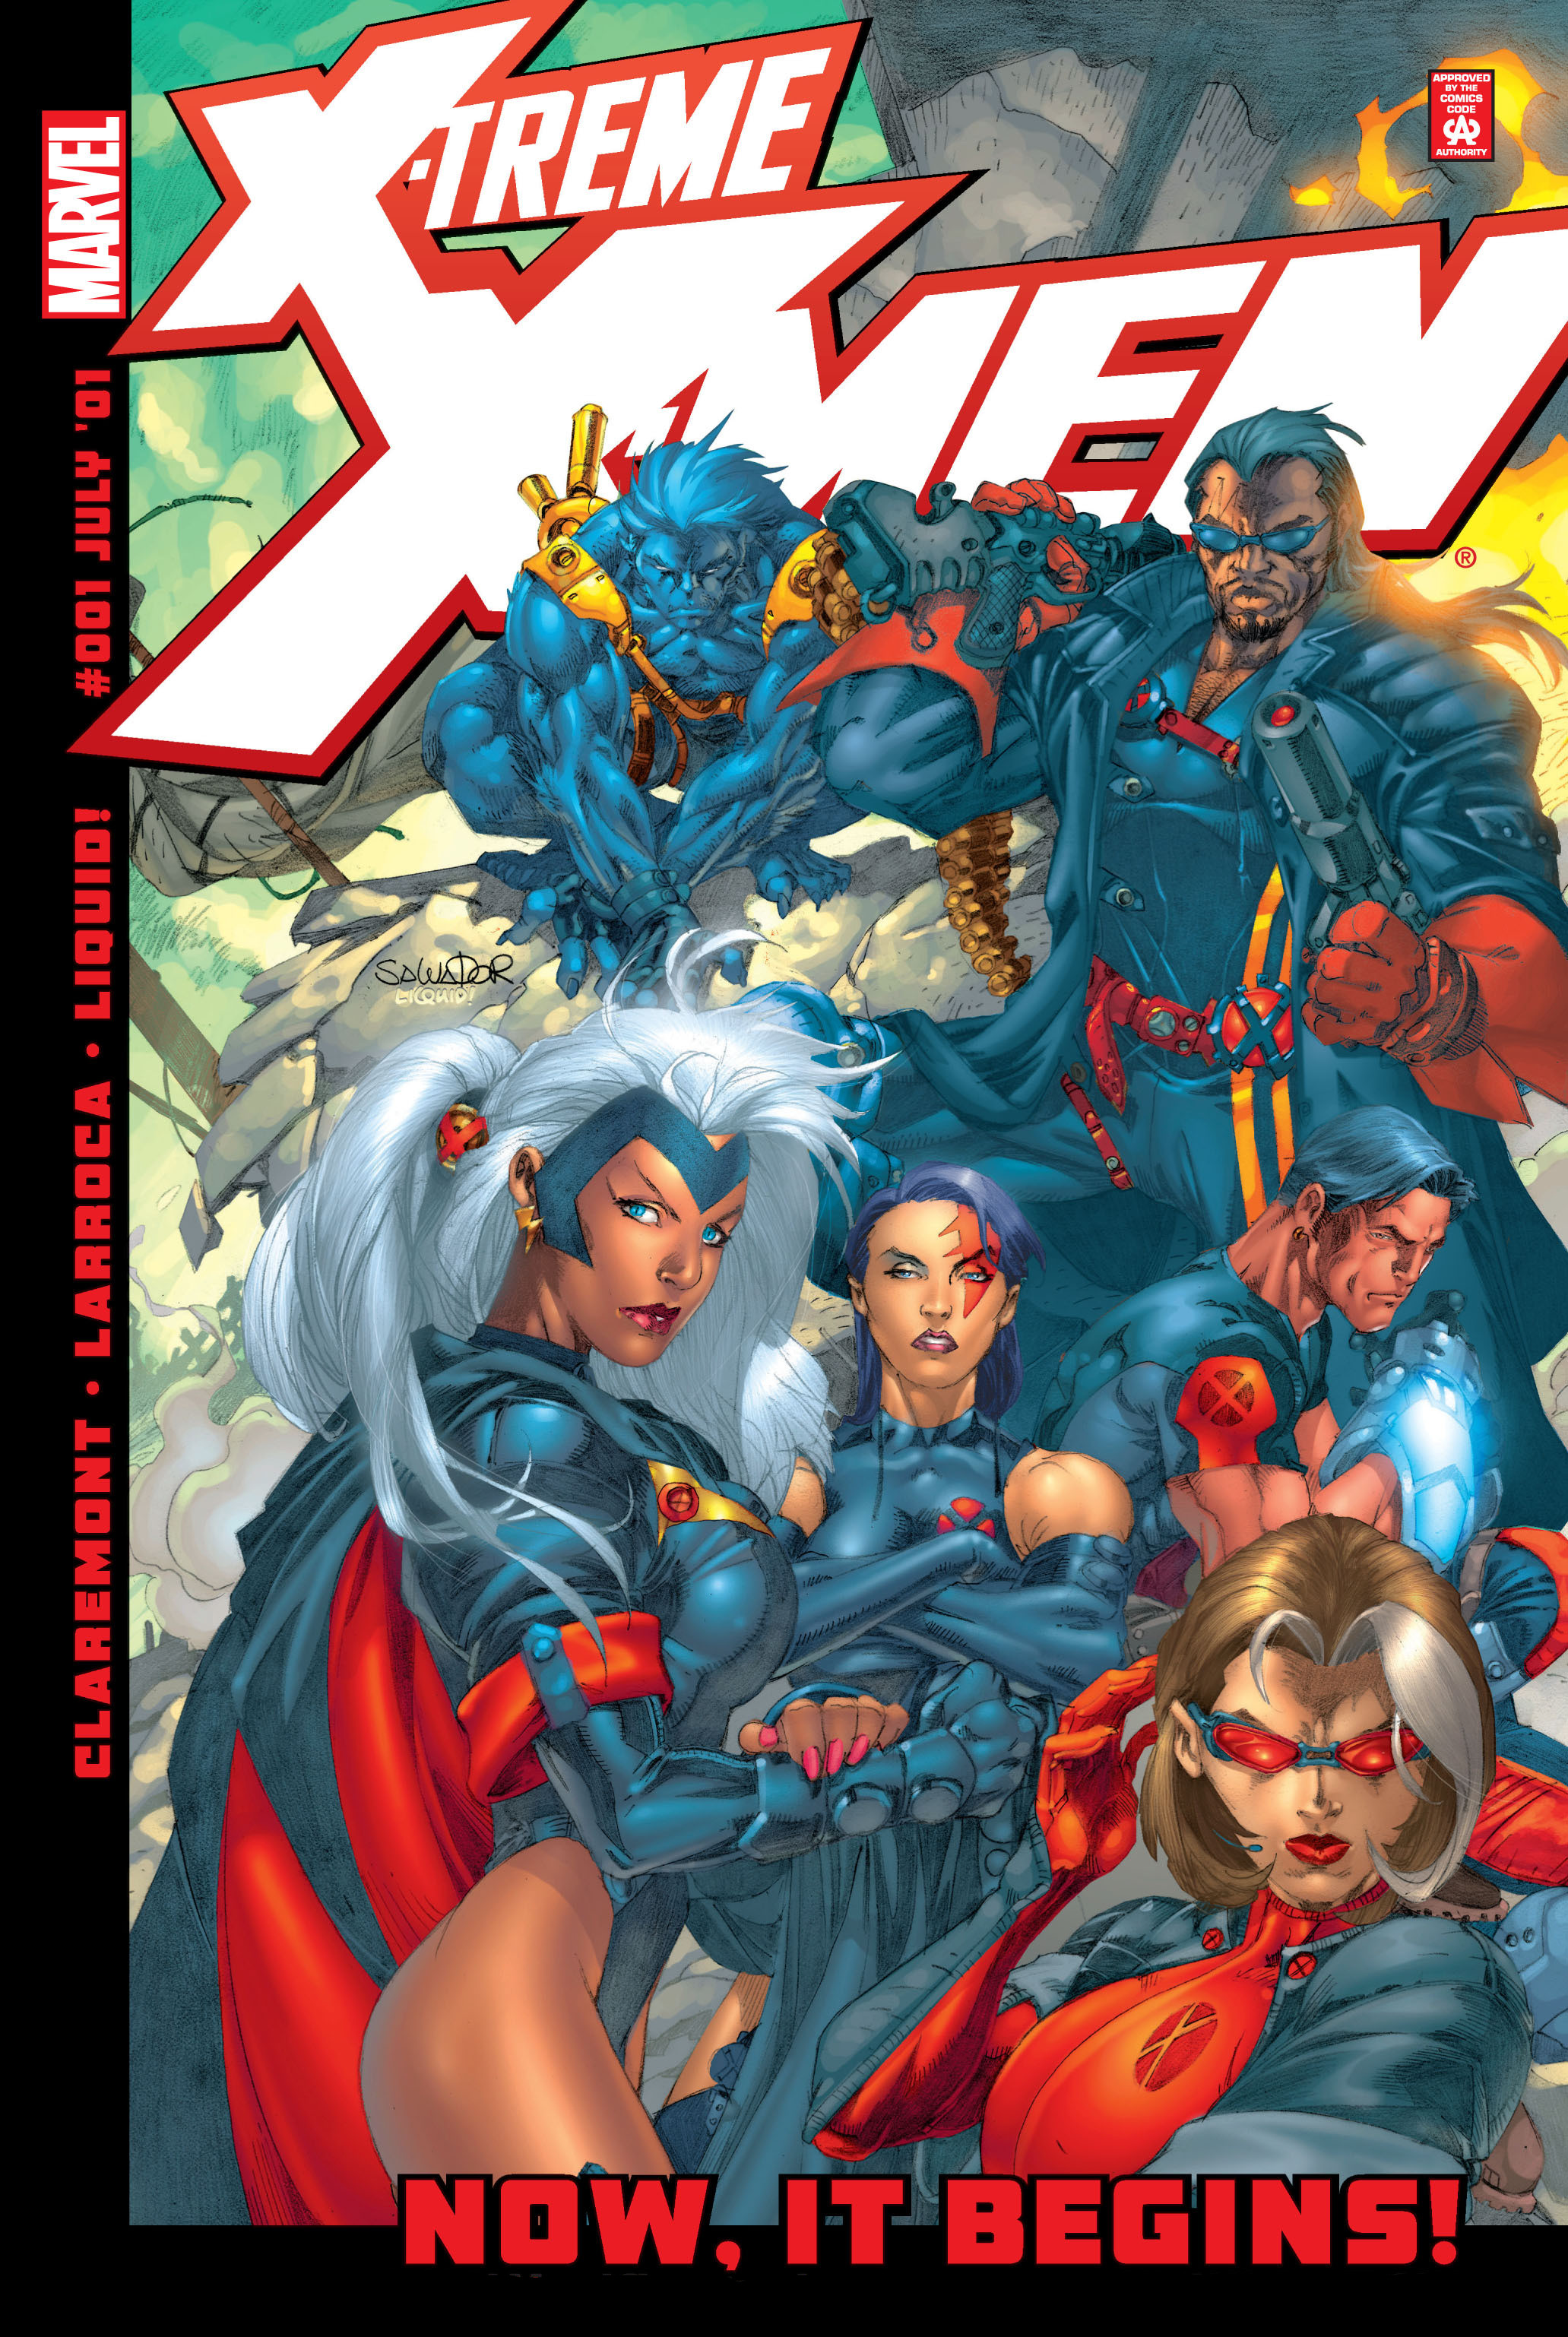 MARVEL
X-TREME
X-MEN
®
APPROVED
BY THE
COMICS
CODE
CA
AUTHORITY
#001 JULY '01
CLAREMONT • LARROCA • LIQUID!
SALVADOR
LIQUID!
NOW, IT BEGINS!